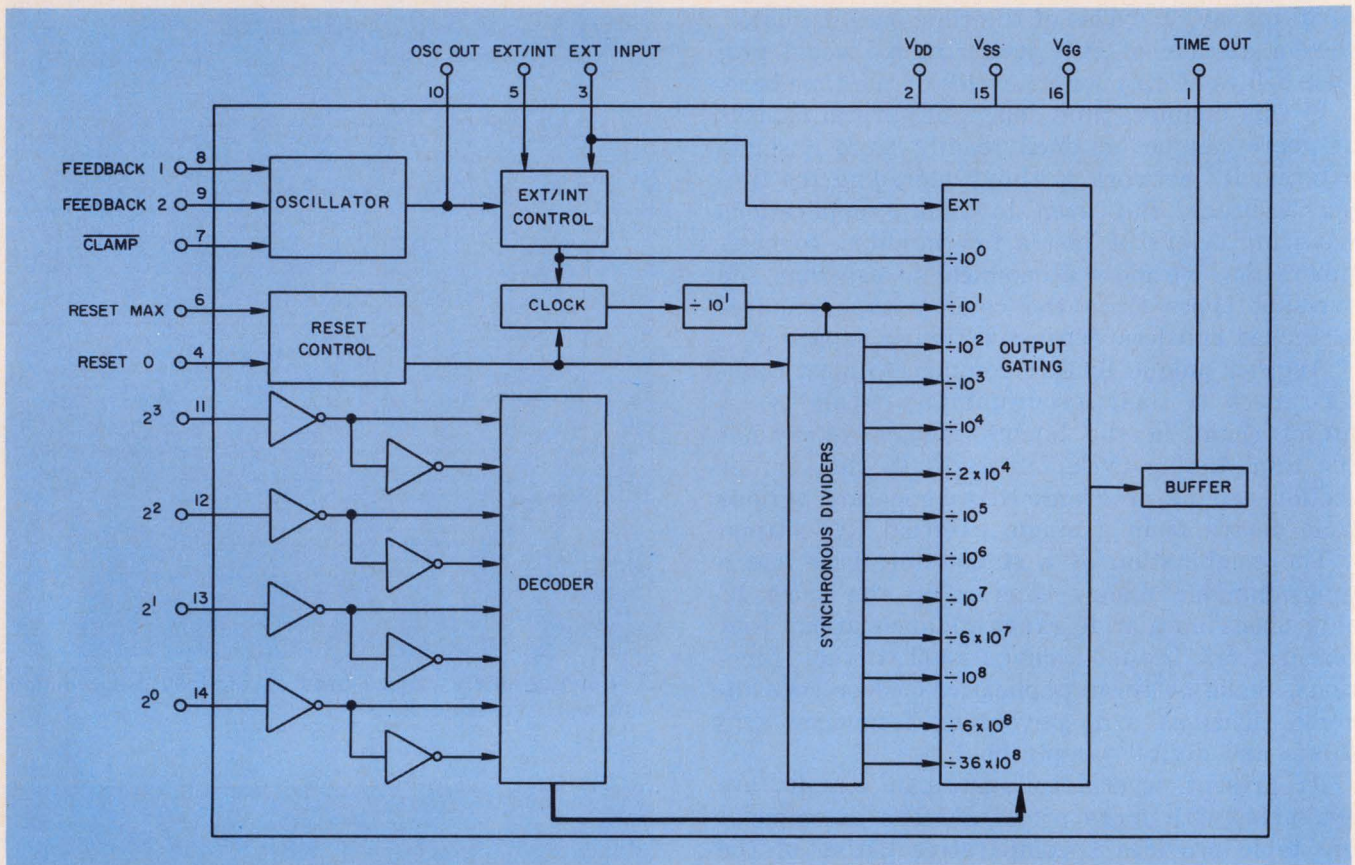 OSC OUT EXT/INT EXT INPUT V_DD V_SS V_GG TIME OUT
10 5 3 2 15 16 1
FEEDBACK 1 8
FEEDBACK 2 9
CLAMP 7
OSCILLATOR
EXT/INT
CONTROL
RESET MAX 6
RESET 0 4
RESET
CONTROL
CLOCK
÷ 10¹
2³ 11
2² 12
2¹ 13
2⁰ 14
DECODER
SYNCHRONOUS DIVIDERS
EXT
÷10⁰
÷10¹
÷10²
OUTPUT
GATING
÷10³
÷10⁴
÷2 x 10⁴
÷10⁵
÷10⁶
÷10⁷
÷6 x 10⁷
÷10⁸
÷6 x 10⁸
÷36 x 10⁸
BUFFER